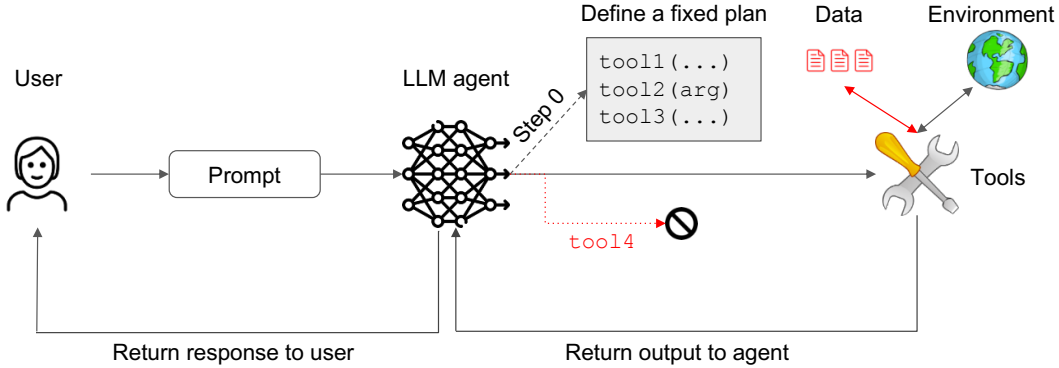 Define a fixed plan
Data
Environment
User
LLM agent
Step 0
tool1(...)
tool2(arg)
tool3(...)
Prompt
Tools
tool4
Return response to user
Return output to agent